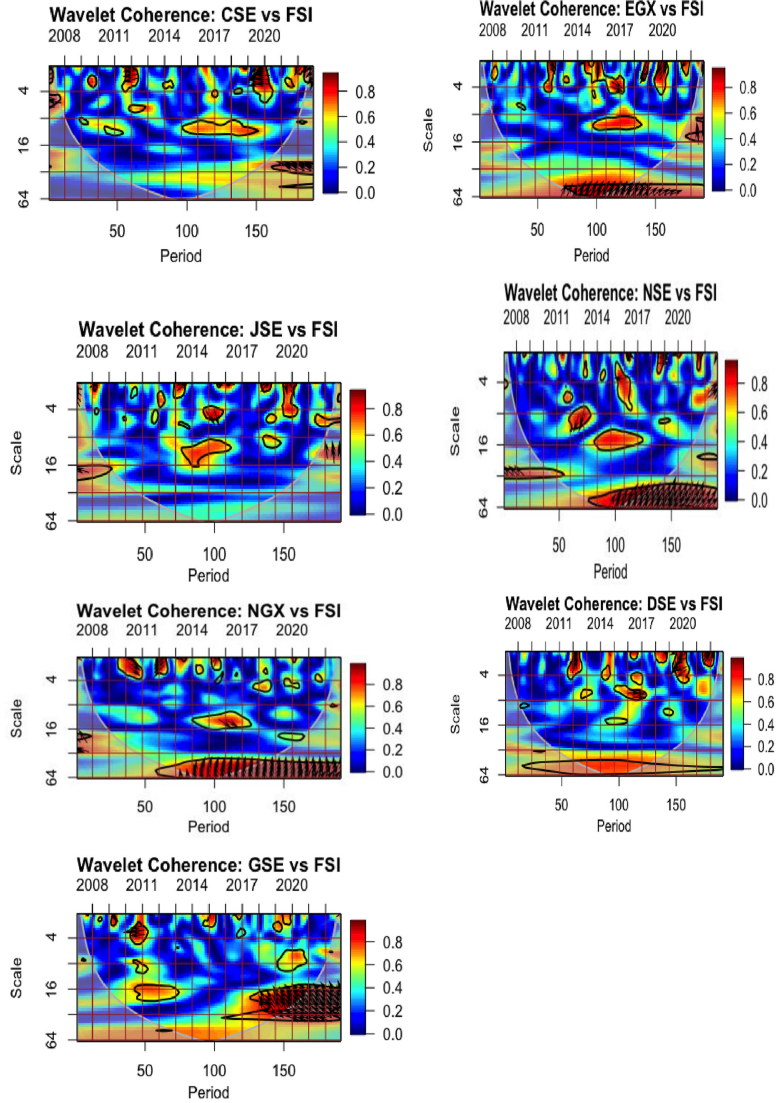 Wavelet Coherence: CSE vs FSI
2008 2011 2014 2017 2020
4
16
64
0.8
0.6
0.4
0.2
0.0
50 100 150
Period
Wavelet Coherence: EGX vs FSI
2008 2011 2014 2017 2020
Scale
4
16
64
0.8
0.6
0.4
0.2
0.0
50 100 150
Period
Wavelet Coherence: JSE vs FSI
2008 2011 2014 2017 2020
Scale
4
16
64
0.8
0.6
0.4
0.2
0.0
50 100 150
Period
Wavelet Coherence: NSE vs FSI
2008 2011 2014 2017 2020
Scale
4
16
64
0.8
0.6
0.4
0.2
0.0
50 100 150
Period
Wavelet Coherence: NGX vs FSI
2008 2011 2014 2017 2020
Scale
4
16
64
0.8
0.6
0.4
0.2
0.0
50 100 150
Period
Wavelet Coherence: DSE vs FSI
2008 2011 2014 2017 2020
Scale
4
16
64
0.8
0.6
0.4
0.2
0.0
50 100 150
Period
Wavelet Coherence: GSE vs FSI
2008 2011 2014 2017 2020
Scale
4
16
64
0.8
0.6
0.4
0.2
0.0
50 100 150
Period